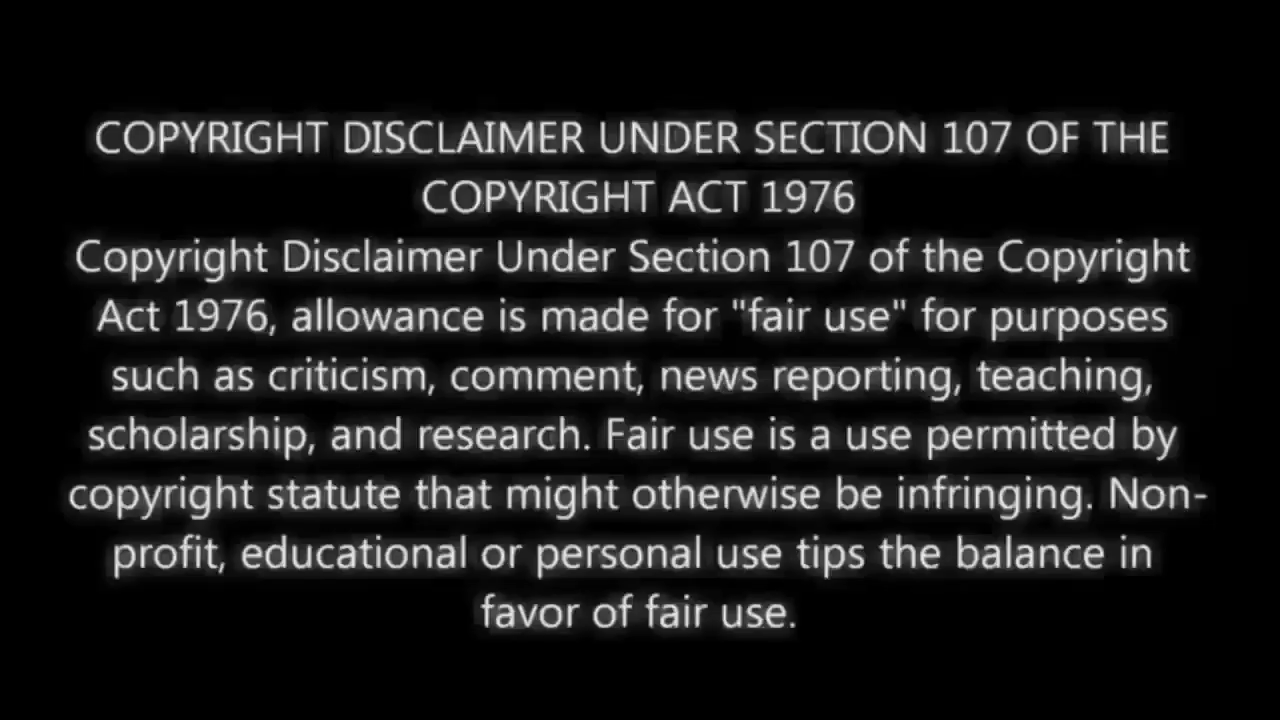 COPYRIGHT DISCLAIMER UNDER SECTION 107 OF THE
COPYRIGHT ACT 1976
Copyright Disclaimer Under Section 107 of the Copyright
Act 1976, allowance is made for "fair use" for purposes
such as criticism, comment, news reporting, teaching,
scholarship, and research. Fair use is a use permitted by
copyright statute that might otherwise be infringing. Non-
profit, educational or personal use tips the balance in
favor of fair use.